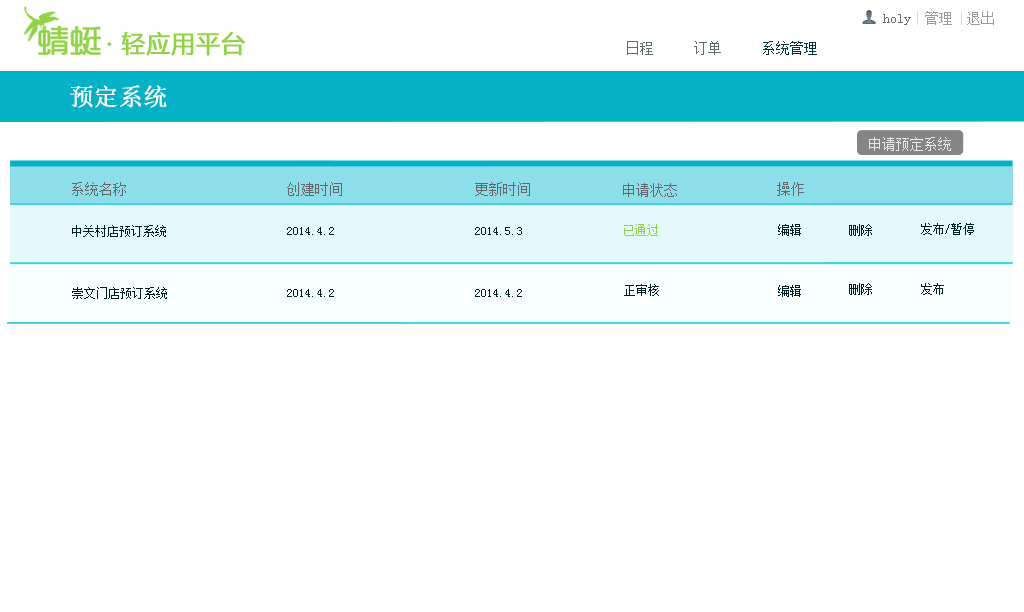 holy 管理 退出
蜻蜓·轻应用平台
日程 订单 系统管理
预定系统
申请预定系统
系统名称 创建时间 更新时间 申请状态 操作
中关村店预订系统 2014.4.2 2014.5.3 已通过 编辑 删除 发布/暂停
崇文门店预订系统 2014.4.2 2014.4.2 正审核 编辑 删除 发布